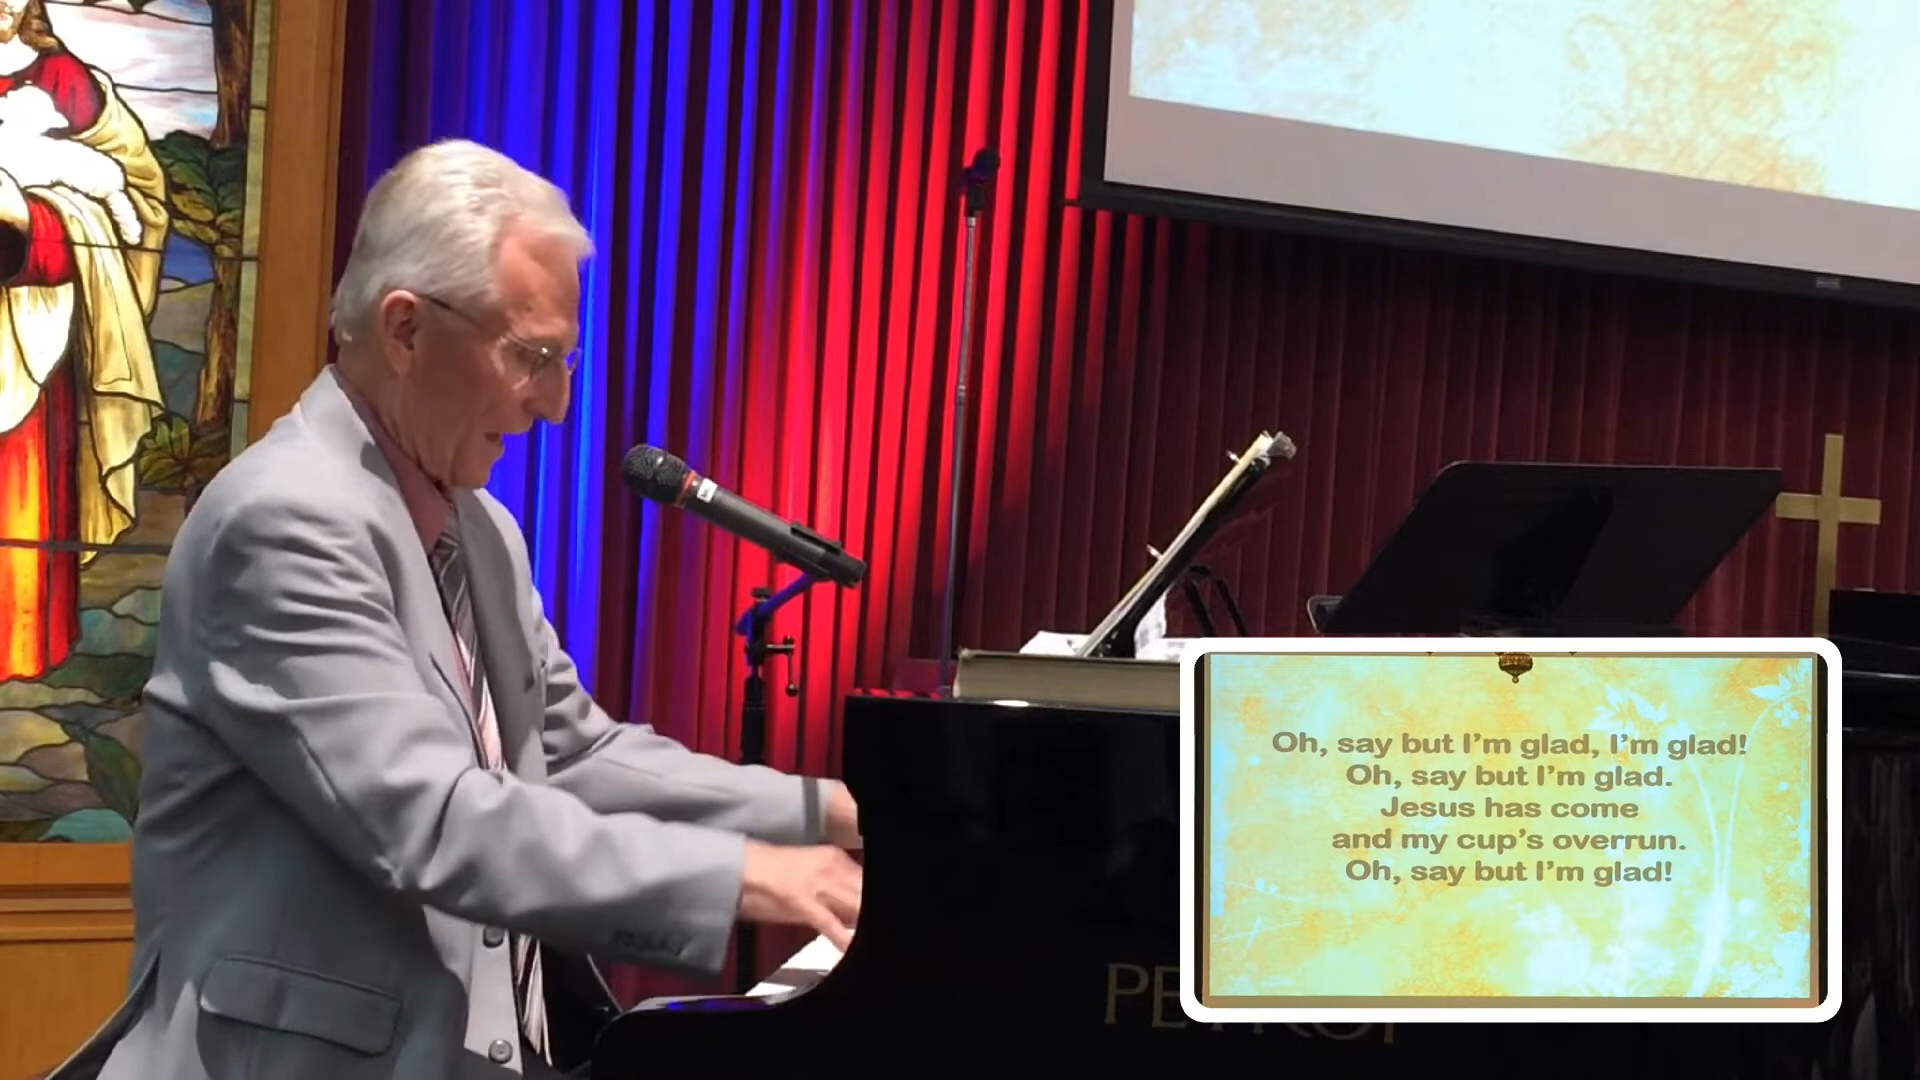 Oh, say but I'm glad, I'm glad!
Oh, say but I'm glad.
Jesus has come
and my cup's overrun.
Oh, say but I'm glad!
PETROF